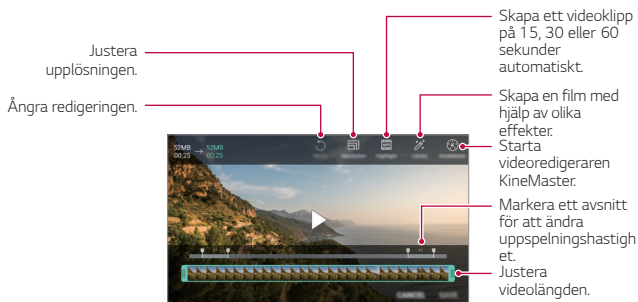 Skapa ett videoklipp
på 15, 30 eller 60
sekunder
automatiskt.
Justera
upplösningen.
Ångra redigeringen.
Skapa en film med
hjälp av olika
effekter.
Starta
videoredigeraren
KineMaster.
52MB → 52MB
00:25 00:25
Markera ett avsnitt
för att ändra
uppspelningshastigh
et.
Justera
videolängden.
CANCEL SAVE